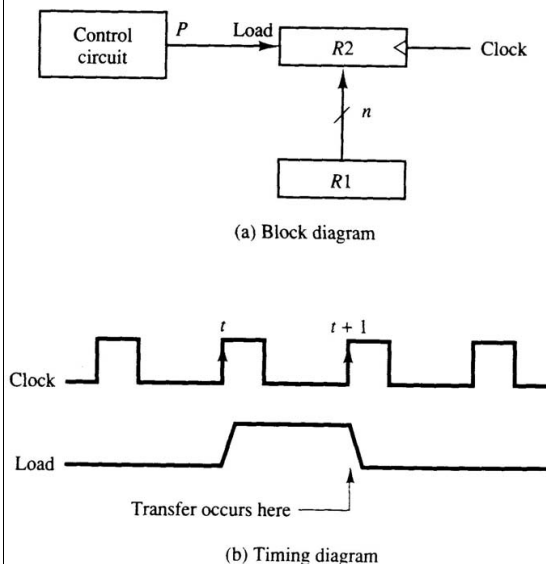 Control circuit
P
Load
R2
Clock
n
R1
(a) Block diagram
t
t + 1
Clock
Load
Transfer occurs here
(b) Timing diagram